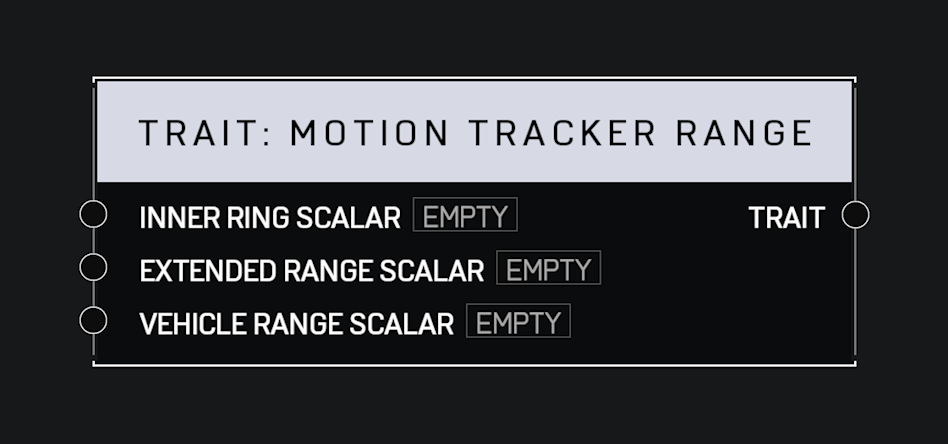 TRAIT: MOTION TRACKER RANGE
INNER RING SCALAR EMPTY TRAIT
EXTENDED RANGE SCALAR EMPTY
VEHICLE RANGE SCALAR EMPTY